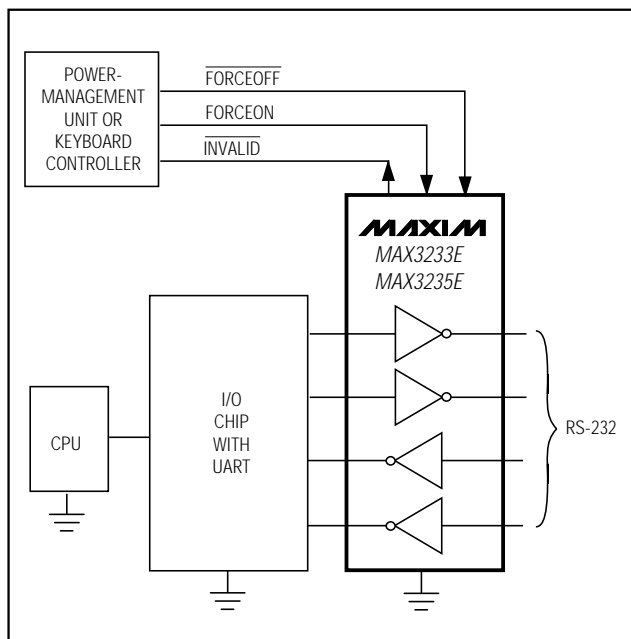 POWER-
MANAGEMENT
UNIT OR
KEYBOARD
CONTROLLER
FORCEOFF
FORCEON
INVALID
MAXIM
MAX3233E
MAX3235E
I/O
CHIP
WITH
UART
CPU
RS-232